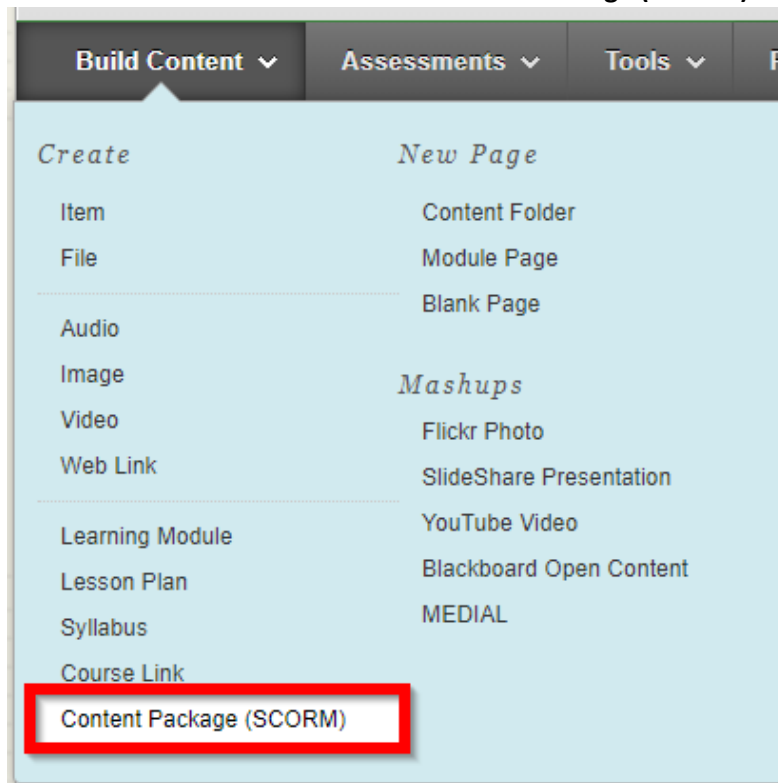 Build Content Assessments Tools
Create
Item
File
Audio
Image
Video
Web Link
Learning Module
Lesson Plan
Syllabus
Course Link
Content Package (SCORM)
New Page
Content Folder
Module Page
Blank Page
Mashups
Flickr Photo
SlideShare Presentation
YouTube Video
Blackboard Open Content
MEDIAL